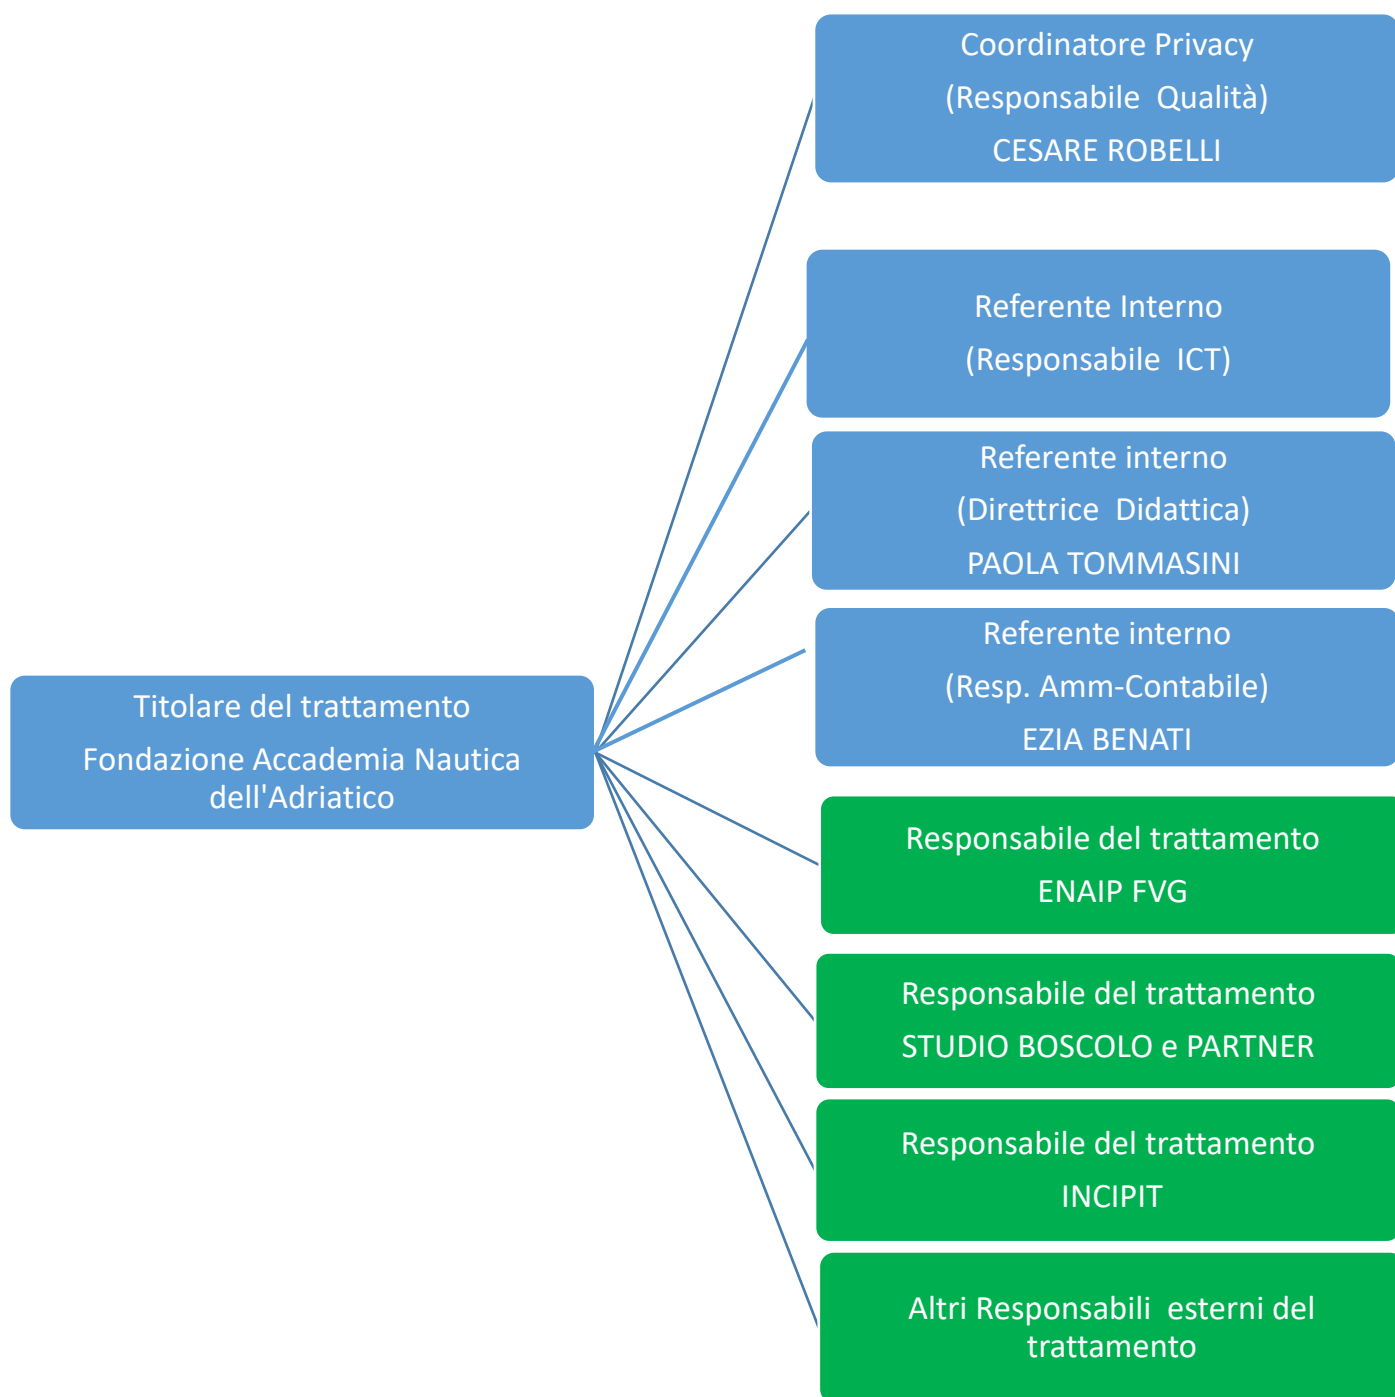 Coordinatore Privacy
(Responsabile Qualità)
CESARE ROBELLI
Referente Interno
(Responsabile ICT)
Referente interno
(Direttrice Didattica)
PAOLA TOMMASINI
Referente interno
(Resp. Amm-Contabile)
EZIA BENATI
Titolare del trattamento
Fondazione Accademia Nautica
dell'Adriatico
Responsabile del trattamento
ENAIP FVG
Responsabile del trattamento
STUDIO BOSCOLO e PARTNER
Responsabile del trattamento
INCIPIT
Altri Responsabili esterni del
trattamento